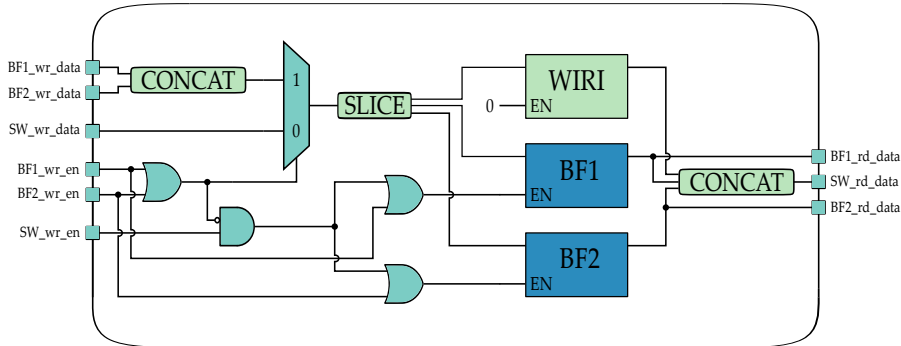 BF1_wr_data
BF2_wr_data
SW_wr_data
BF1_wr_en
BF2_wr_en
SW_wr_en
CONCAT
1
0
SLICE
WIRI
0
EN
BF1
EN
BF2
EN
CONCAT
BF1_rd_data
SW_rd_data
BF2_rd_data